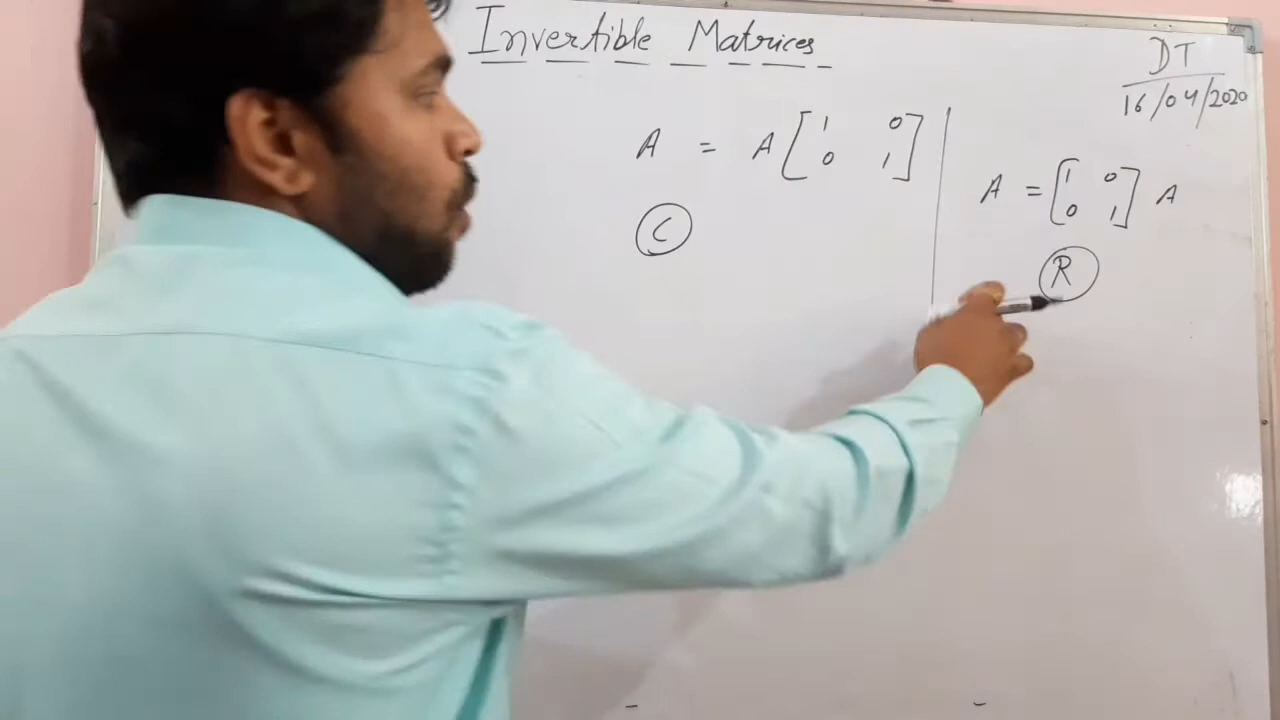 Invertible Matrices
DT
16/04/2020
A = A [ 1 0
0 1 ]
C
A = [ 1 0
0 1 ] A
R